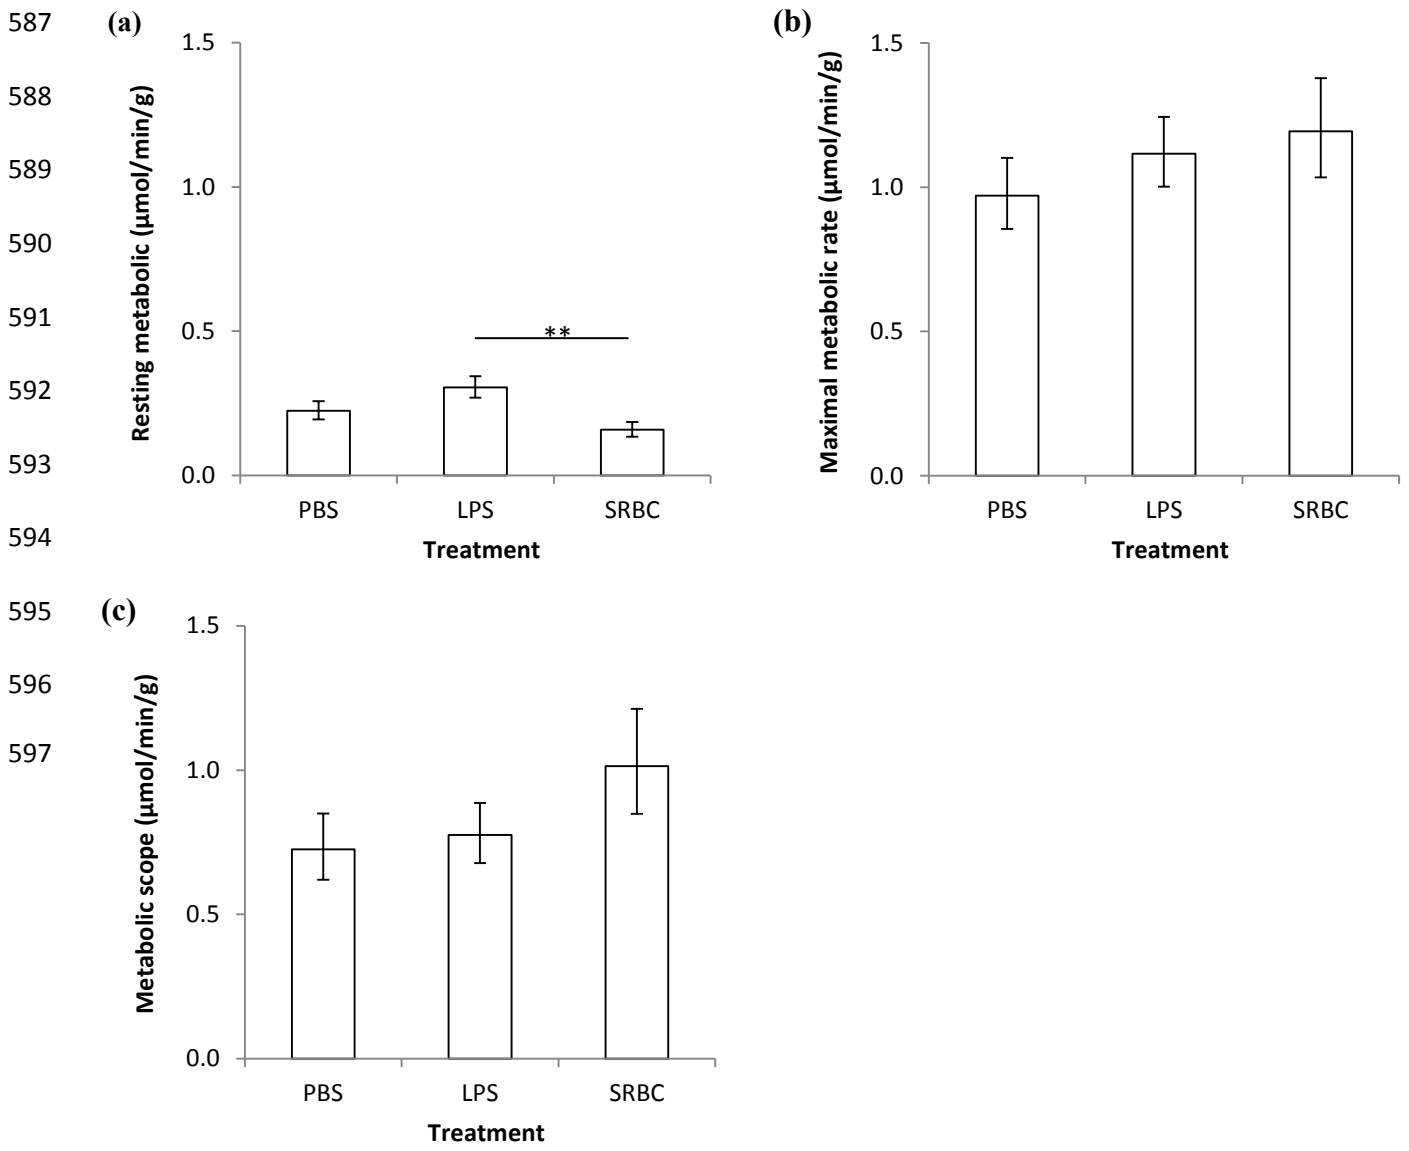 587
588
589
590
591
592
593
594
595
596
597
(a)
1.5
1.0
0.5
0.0
Resting metabolic (µmol/min/g)
**
PBS LPS SRBC
Treatment
(b)
1.5
1.0
0.5
0.0
Maximal metabolic rate (µmol/min/g)
PBS LPS SRBC
Treatment
(c)
1.5
1.0
0.5
0.0
Metabolic scope (µmol/min/g)
PBS LPS SRBC
Treatment